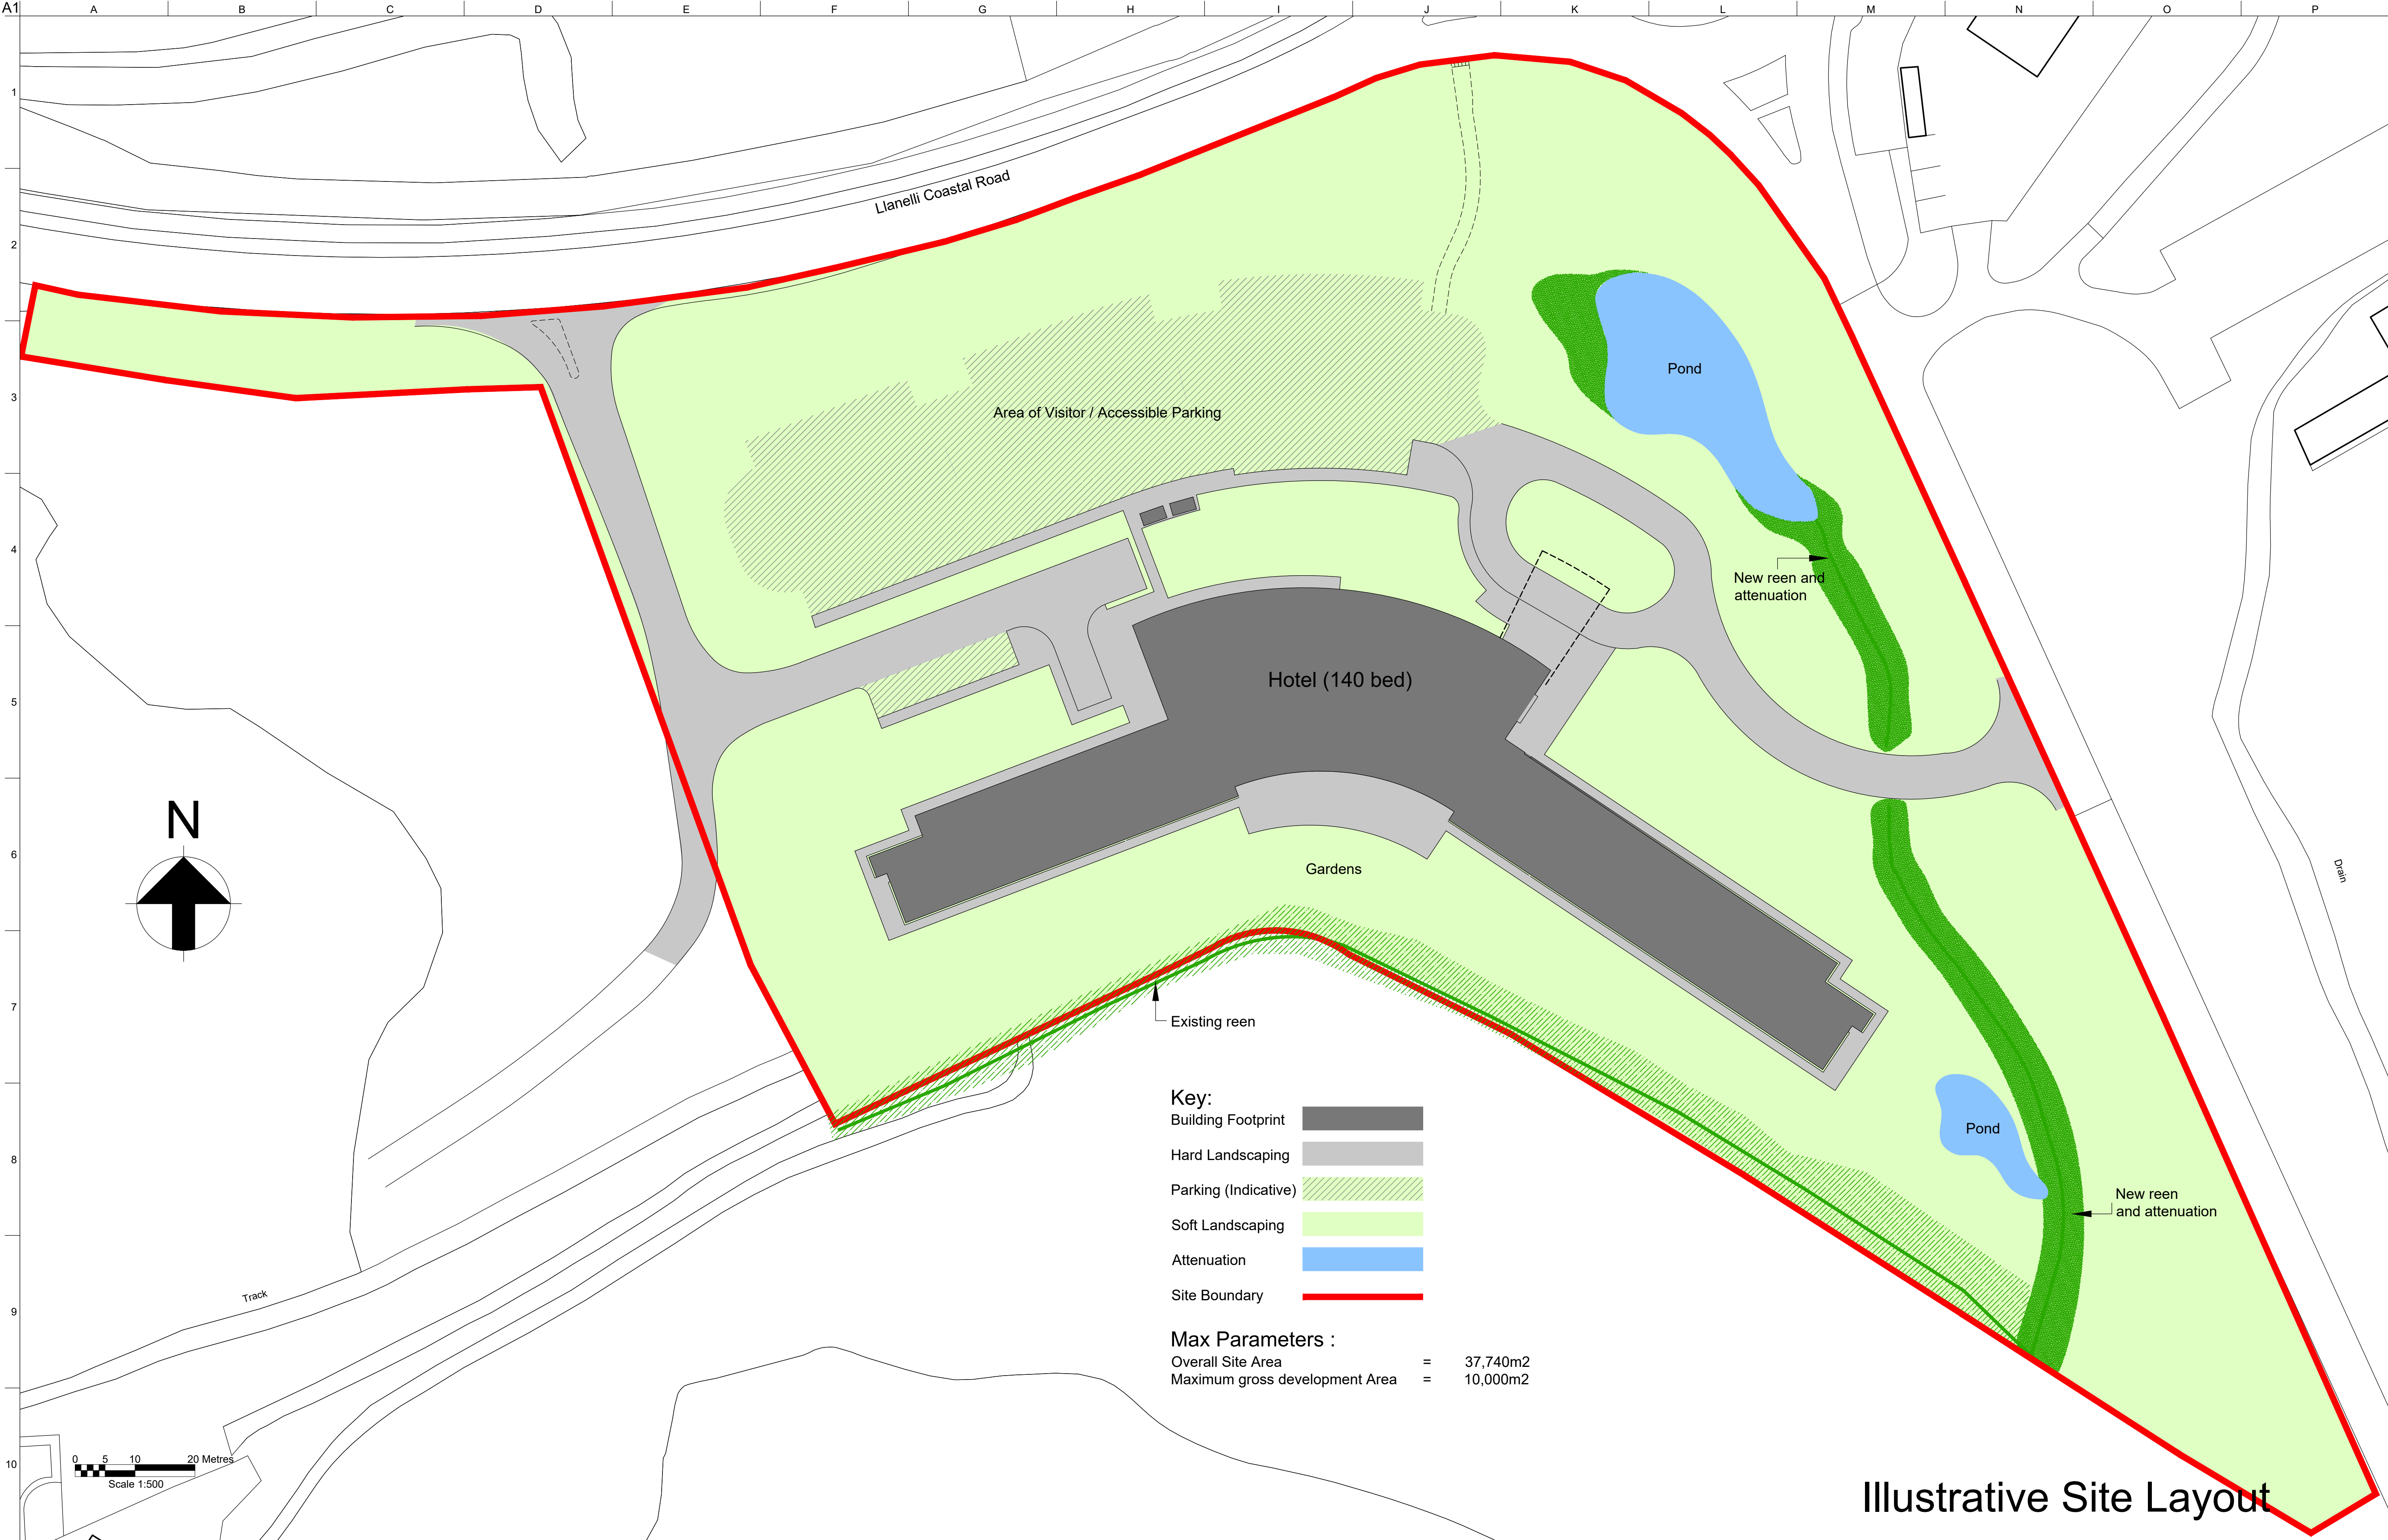 A1 A B C D E F G H I J K L M N O P
1
2
3
4
5
6
7
8
9
10
Llanelli Coastal Road
Pond
Area of Visitor / Accessible Parking
New reen and
attenuation
Hotel (140 bed)
N
Gardens
Drain
Existing reen
Key:
Building Footprint
Hard Landscaping
Parking (Indicative)
Soft Landscaping
Attenuation
Site Boundary
Pond
New reen
and attenuation
Track
Max Parameters :
Overall Site Area = 37,740m2
Maximum gross development Area = 10,000m2
0 5 10 20 Metres
Scale 1:500
Illustrative Site Layout